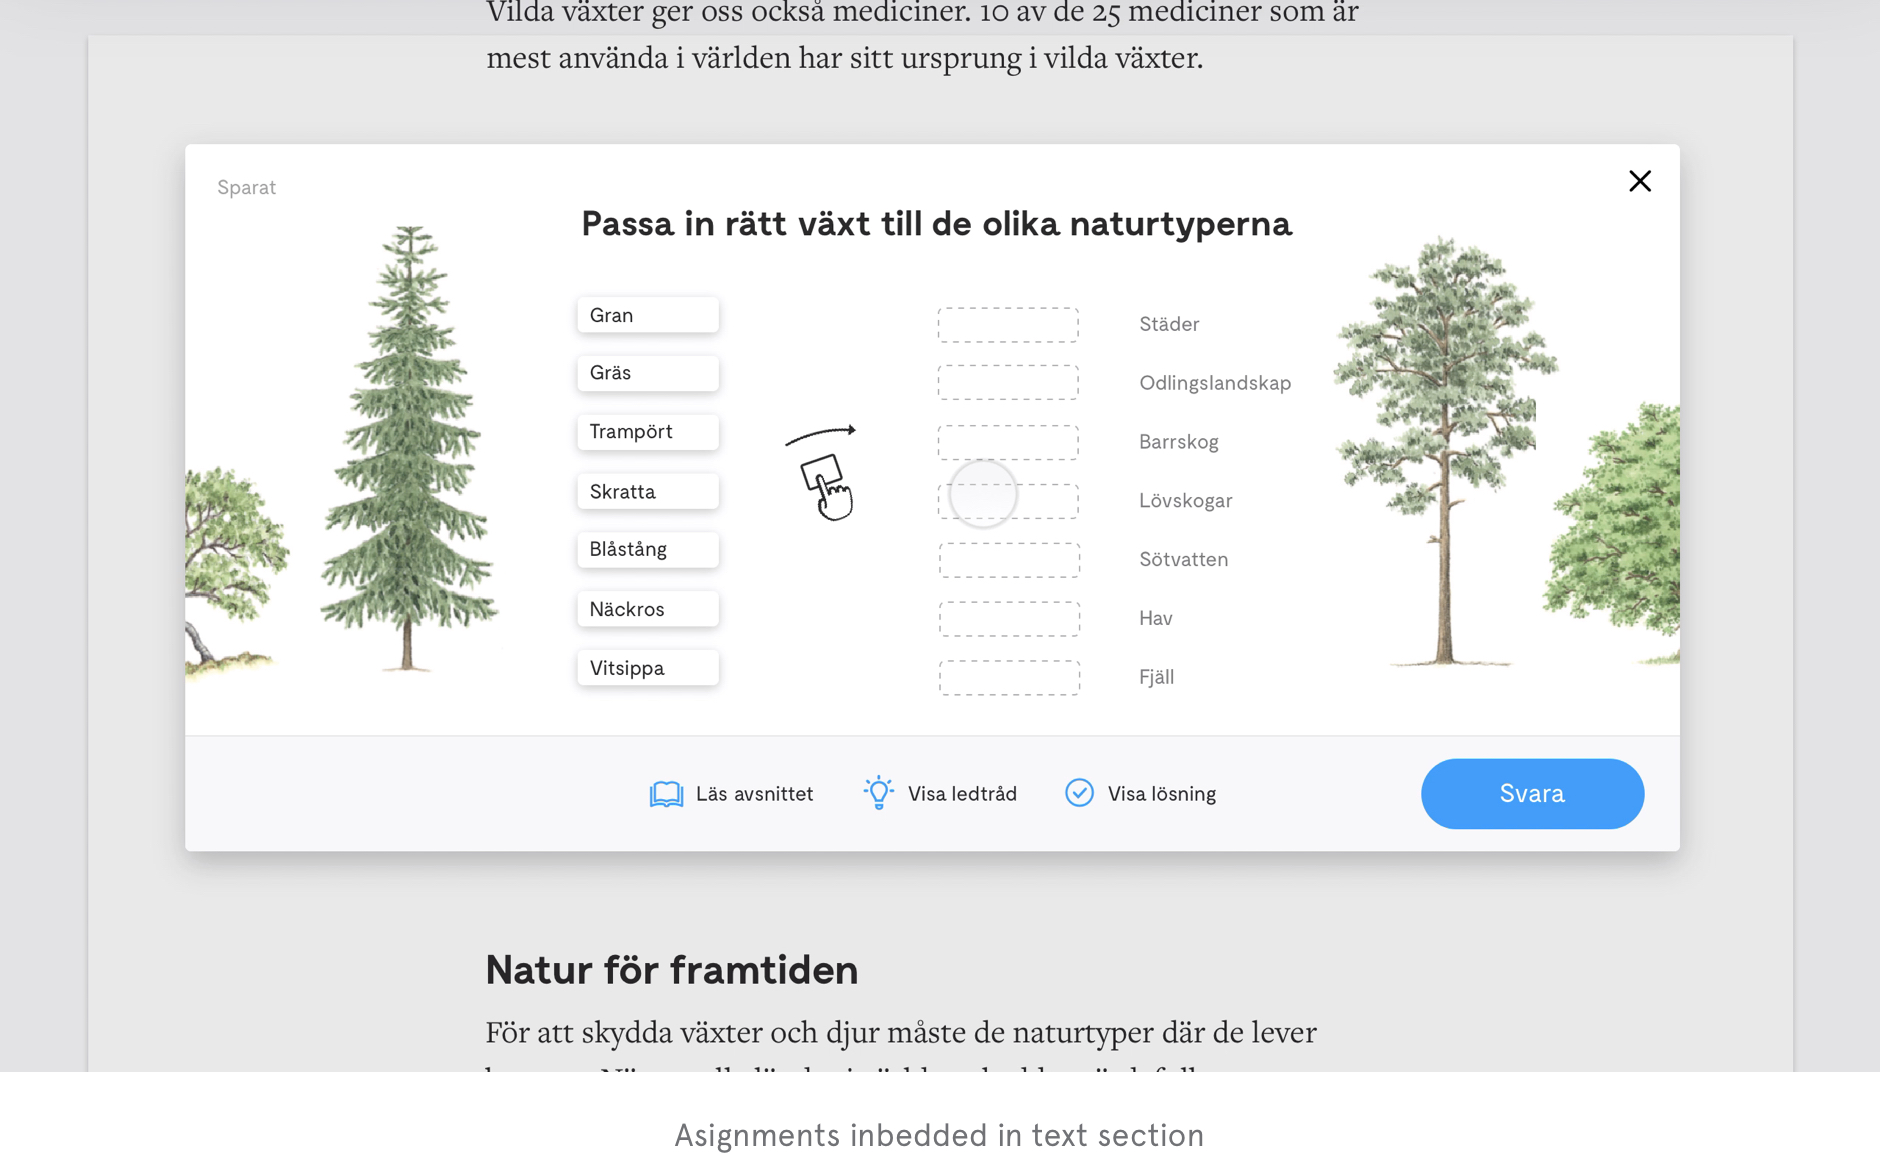 Vilda växter ger oss också mediciner. 10 av de 25 mediciner som är
mest använda i världen har sitt ursprung i vilda växter.
Sparat
Passa in rätt växt till de olika naturtyperna
Gran
Gräs
Trampört
Skratta
Blåstång
Näckros
Vitsippa
Städer
Odlingslandskap
Barrskog
Lövskogar
Sötvatten
Hav
Fjäll
Läs avsnittet
Visa ledtråd
Visa lösning
Svara
Natur för framtiden
För att skydda växter och djur måste de naturtyper där de lever
Asignments inbedded in text section